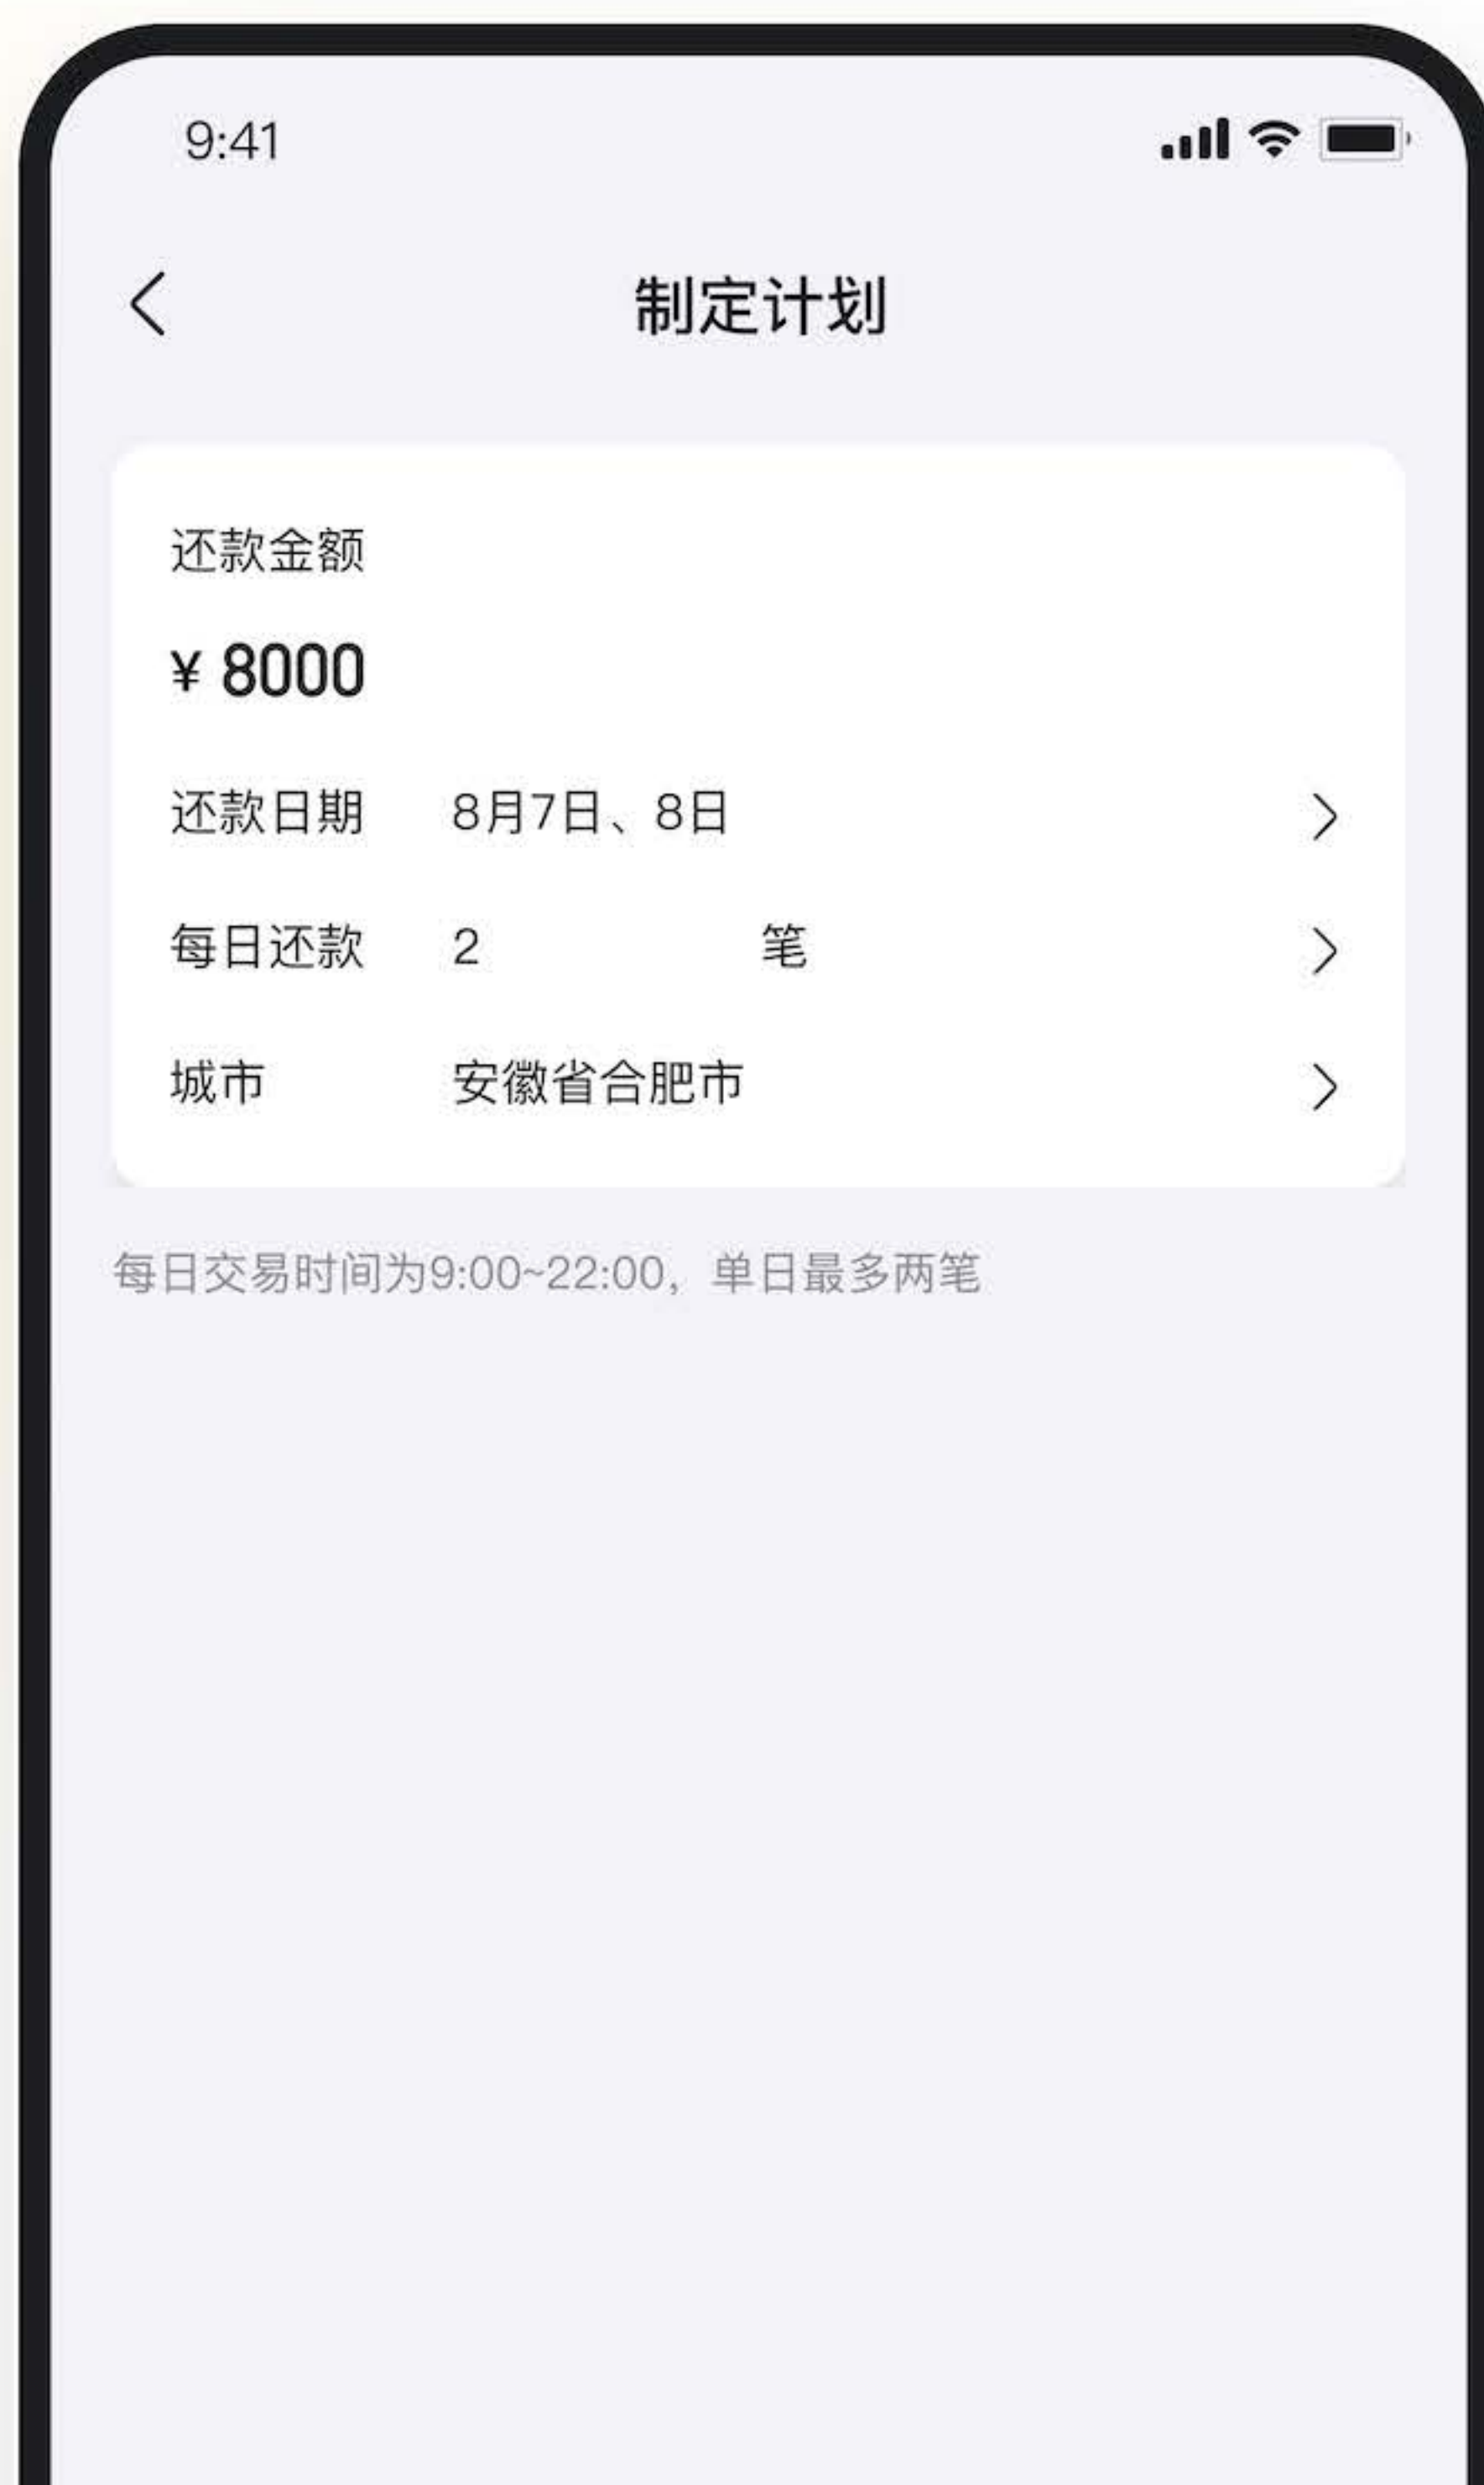 9:41
制定计划
还款金额
¥ 8000
还款日期 8月7日、8日
每日还款 2 笔
城市 安徽省合肥市
每日交易时间为9:00~22:00，单日最多两笔